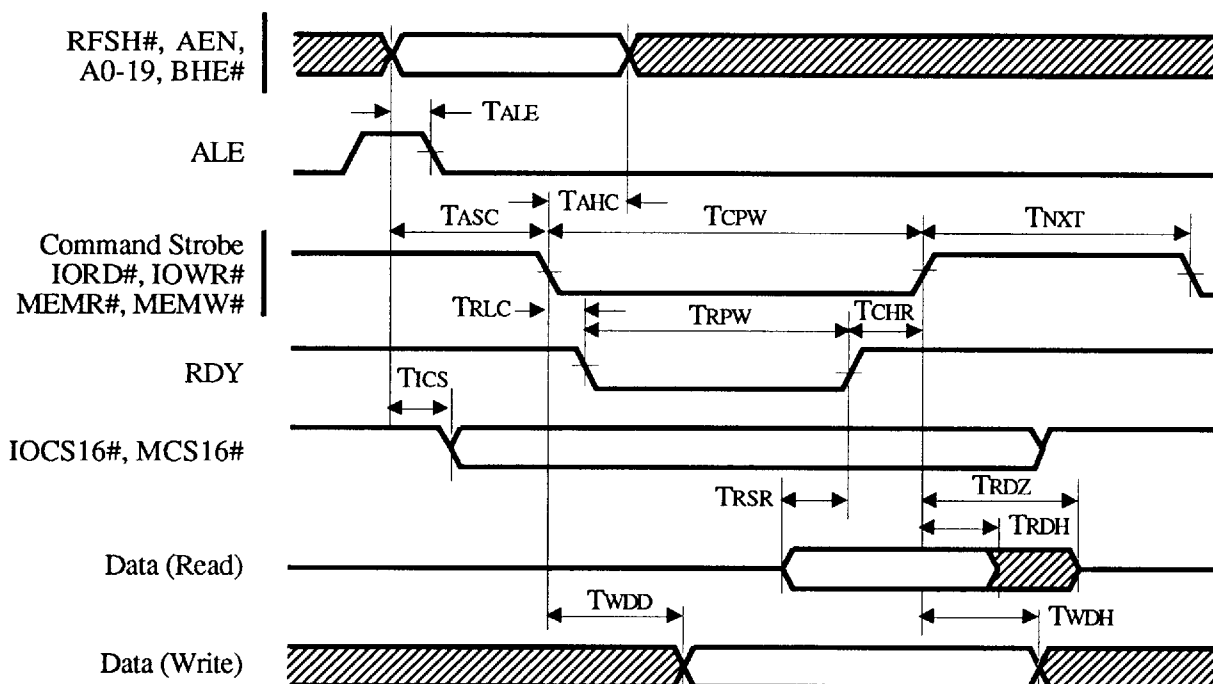 RFSH#, AEN,
A0-19, BHE#
TALE
ALE
TAHC
TASC
TCPW
TNXT
Command Strobe
IORD#, IOWR#
MEMR#, MEMW#
TRLC
TRPW
TCHR
RDY
TICS
IOCS16#, MCS16#
TRSR
TRDZ
TRDH
Data (Read)
TWDD
TWDH
Data (Write)